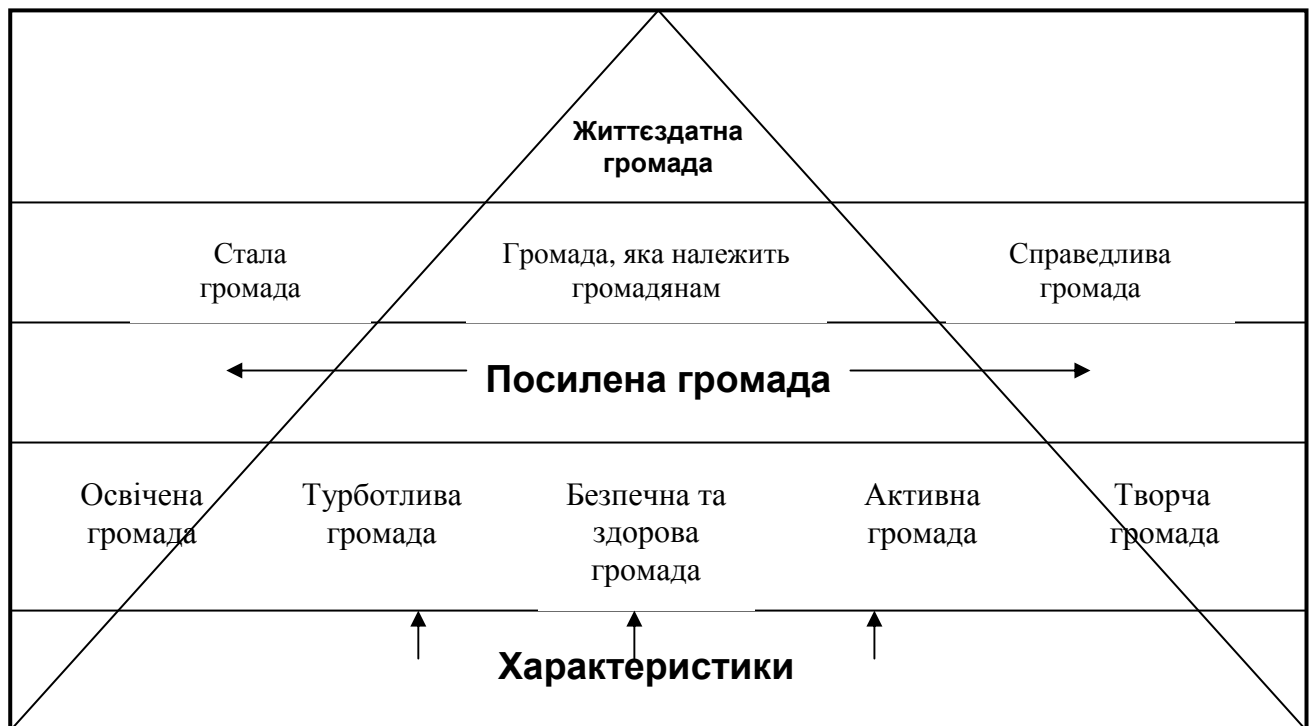 Життєздатна
громада
Стала
громада
Громада, яка належить
громадянам
Справедлива
громада
Посилена громада
Освічена
громада
Турботлива
громада
Безпечна та
здорова
громада
Активна
громада
Творча
громада
Характеристики